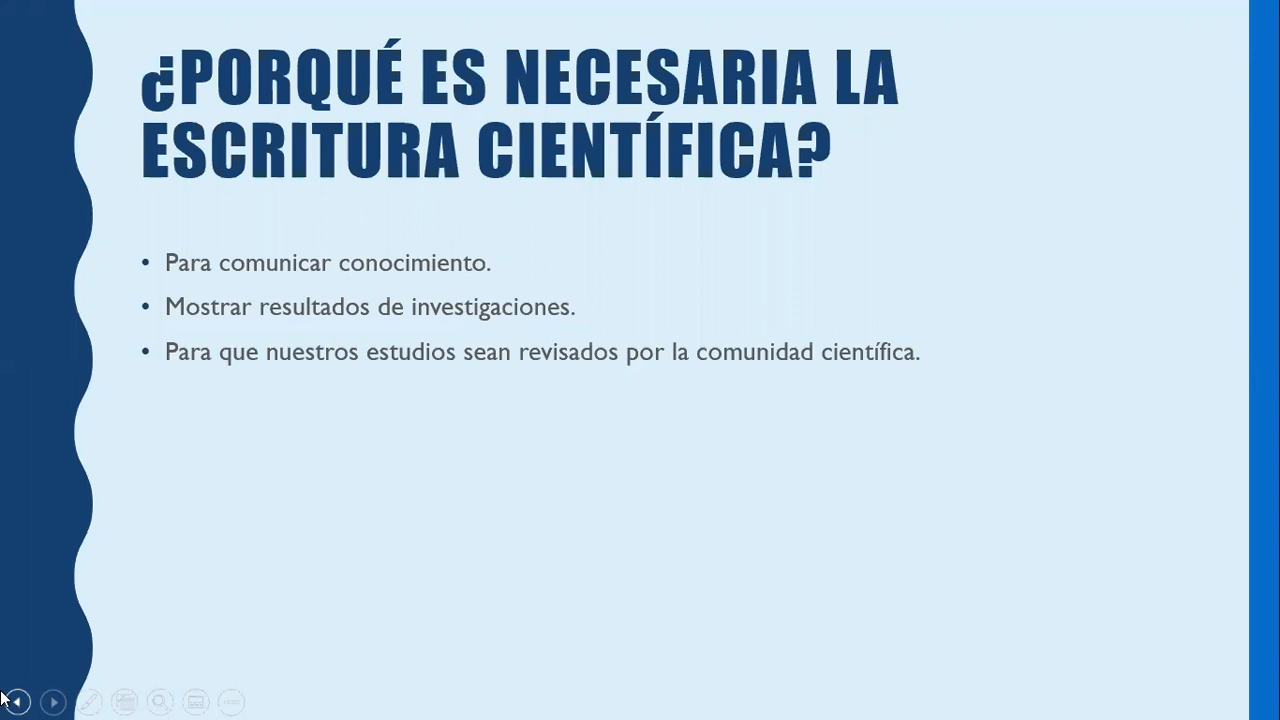 ¿PORQUÉ ES NECESARIA LA
ESCRITURA CIENTÍFICA?
• Para comunicar conocimiento.
• Mostrar resultados de investigaciones.
• Para que nuestros estudios sean revisados por la comunidad científica.